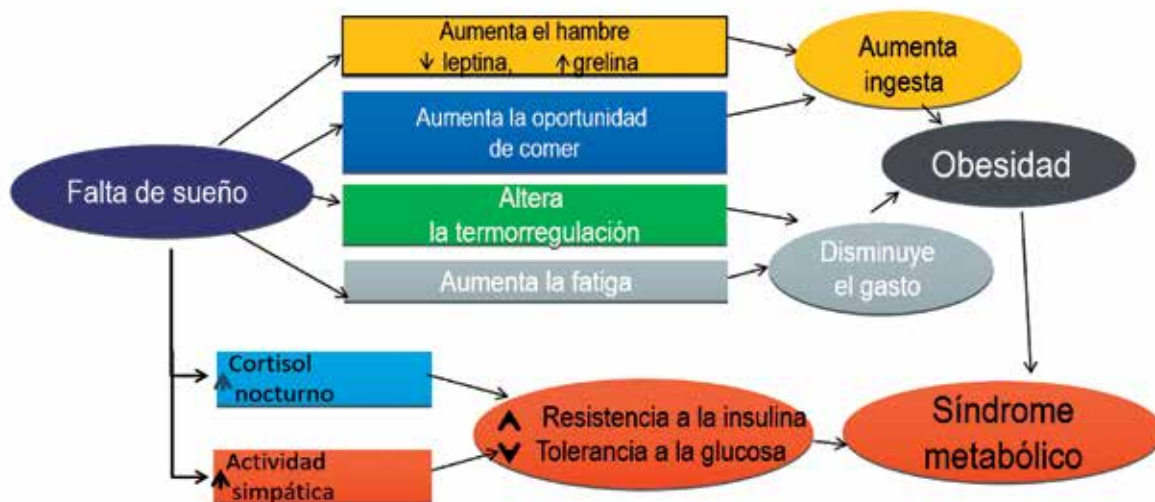 Aumenta el hambre
↓ leptina, ↑ grelina
Aumenta
ingesta
Aumenta la oportunidad
de comer
Obesidad
Falta de sueño
Altera
la termorregulación
Disminuye
el gasto
Aumenta la fatiga
Cortisol
nocturno
Resistencia a la insulina
Tolerancia a la glucosa
Síndrome
metabólico
Actividad
simpática